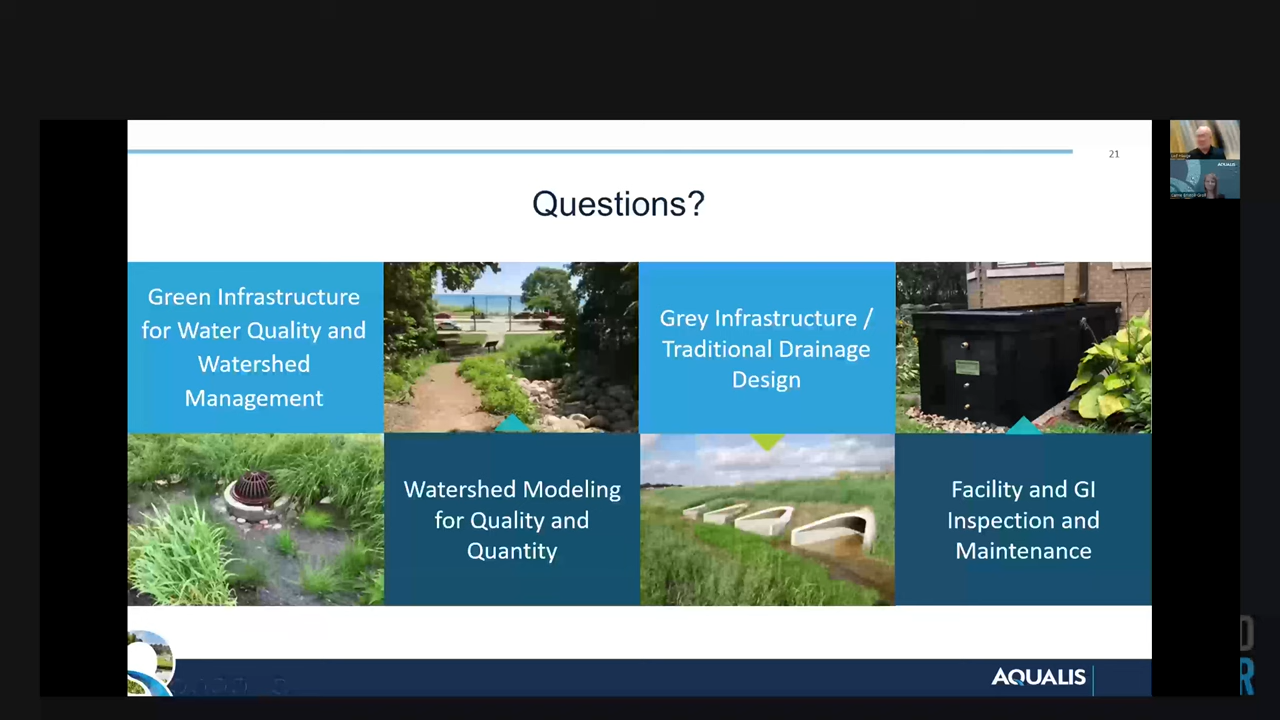 21
Questions?
Green Infrastructure
for Water Quality and
Watershed
Management
Grey Infrastructure /
Traditional Drainage
Design
Watershed Modeling
for Quality and
Quantity
Facility and GI
Inspection and
Maintenance
AQUALIS
AQUALIS
D
R